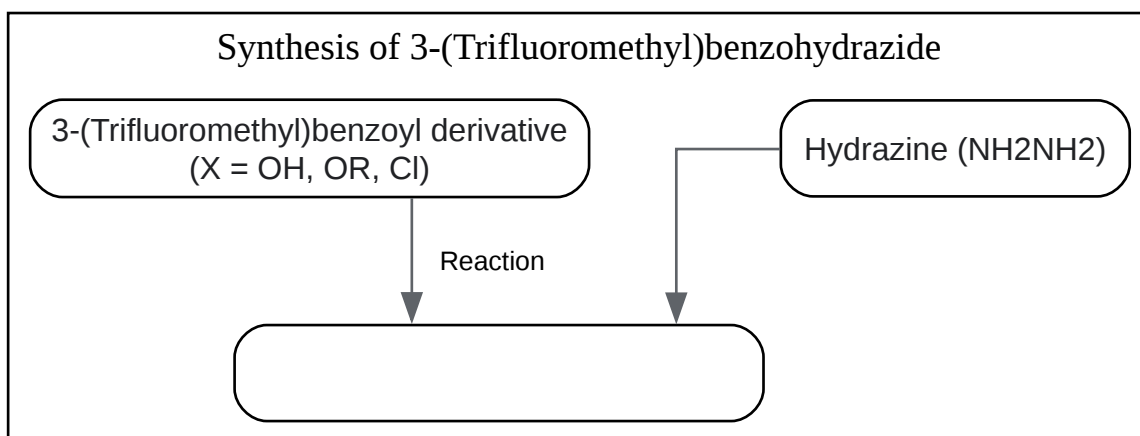 Synthesis of 3-(Trifluoromethyl)benzohydrazide
3-(Trifluoromethyl)benzoyl derivative
(X = OH, OR, Cl)
Hydrazine (NH2NH2)
Reaction